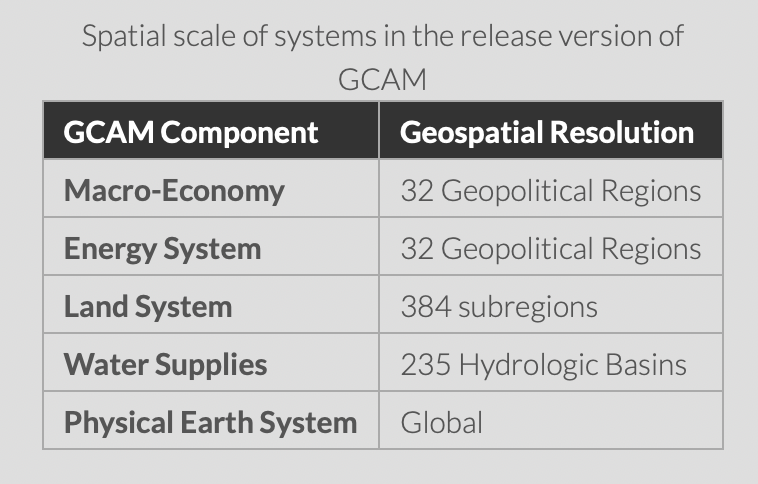 Spatial scale of systems in the release version of
GCAM
GCAM Component Geospatial Resolution
Macro-Economy 32 Geopolitical Regions
Energy System 32 Geopolitical Regions
Land System 384 subregions
Water Supplies 235 Hydrologic Basins
Physical Earth System Global